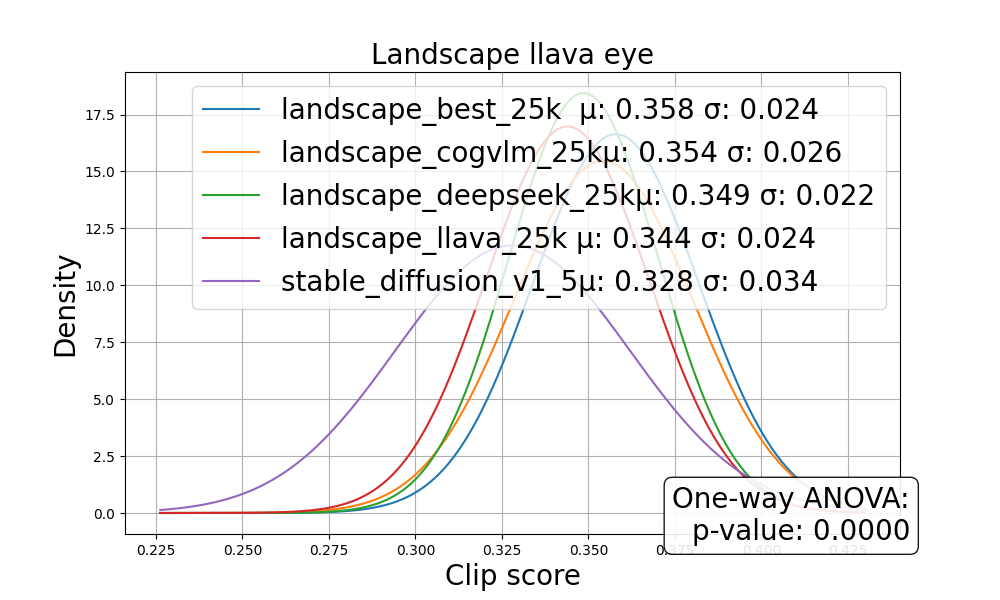 Landscape llava eye
landscape_best_25k  μ: 0.358 σ: 0.024
landscape_cogvlm_25kμ: 0.354 σ: 0.026
landscape_deepseek_25kμ: 0.349 σ: 0.022
landscape_llava_25k μ: 0.344 σ: 0.024
stable_diffusion_v1_5μ: 0.328 σ: 0.034
Density
17.5
15.0
12.5
10.0
7.5
5.0
2.5
0.0
One-way ANOVA:
p-value: 0.0000
0.225 0.250 0.275 0.300 0.325 0.350 0.375 0.400 0.425
Clip score